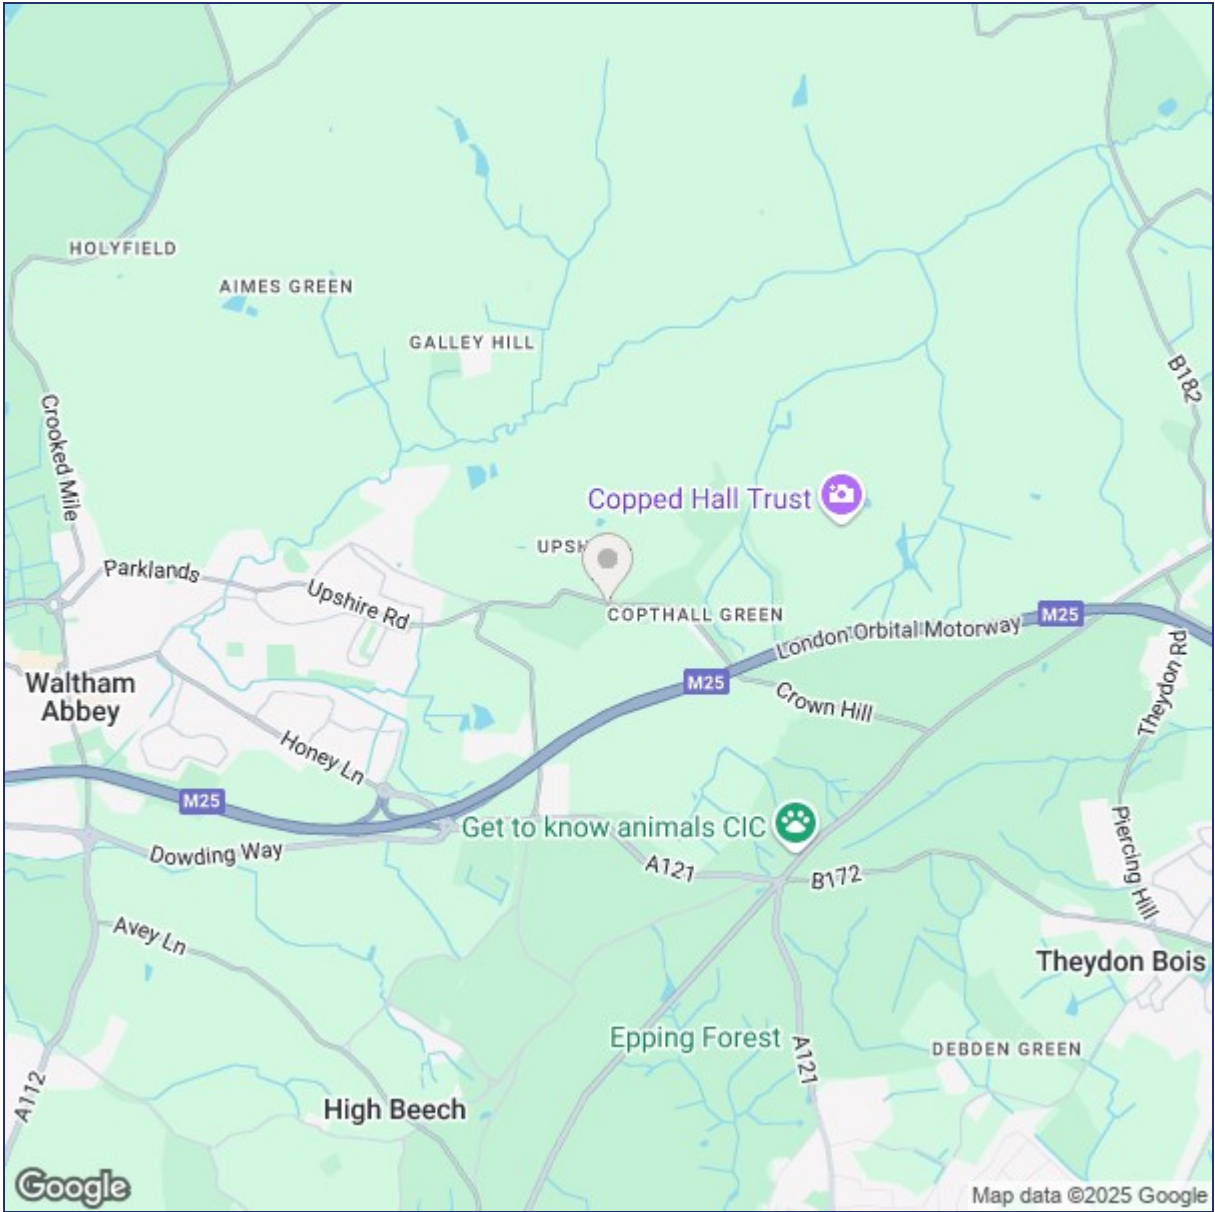 HOLYFIELD
AIMES GREEN
GALLEY HILL
B182
Crooked Mile
Copped Hall Trust
UPSH
Parklands
Upshire Rd
COPTHALL GREEN
M25
London Orbital Motorway
Theydon Rd
Waltham
Abbey
M25
Crown Hill
Honey Ln
M25
Get to know animals CIC
Dowding Way
A121
B172
Piercing Hill
Avey Ln
Theydon Bois
Epping Forest
A121
DEBDEN GREEN
A112
High Beech
Google
Map data ©2025 Google